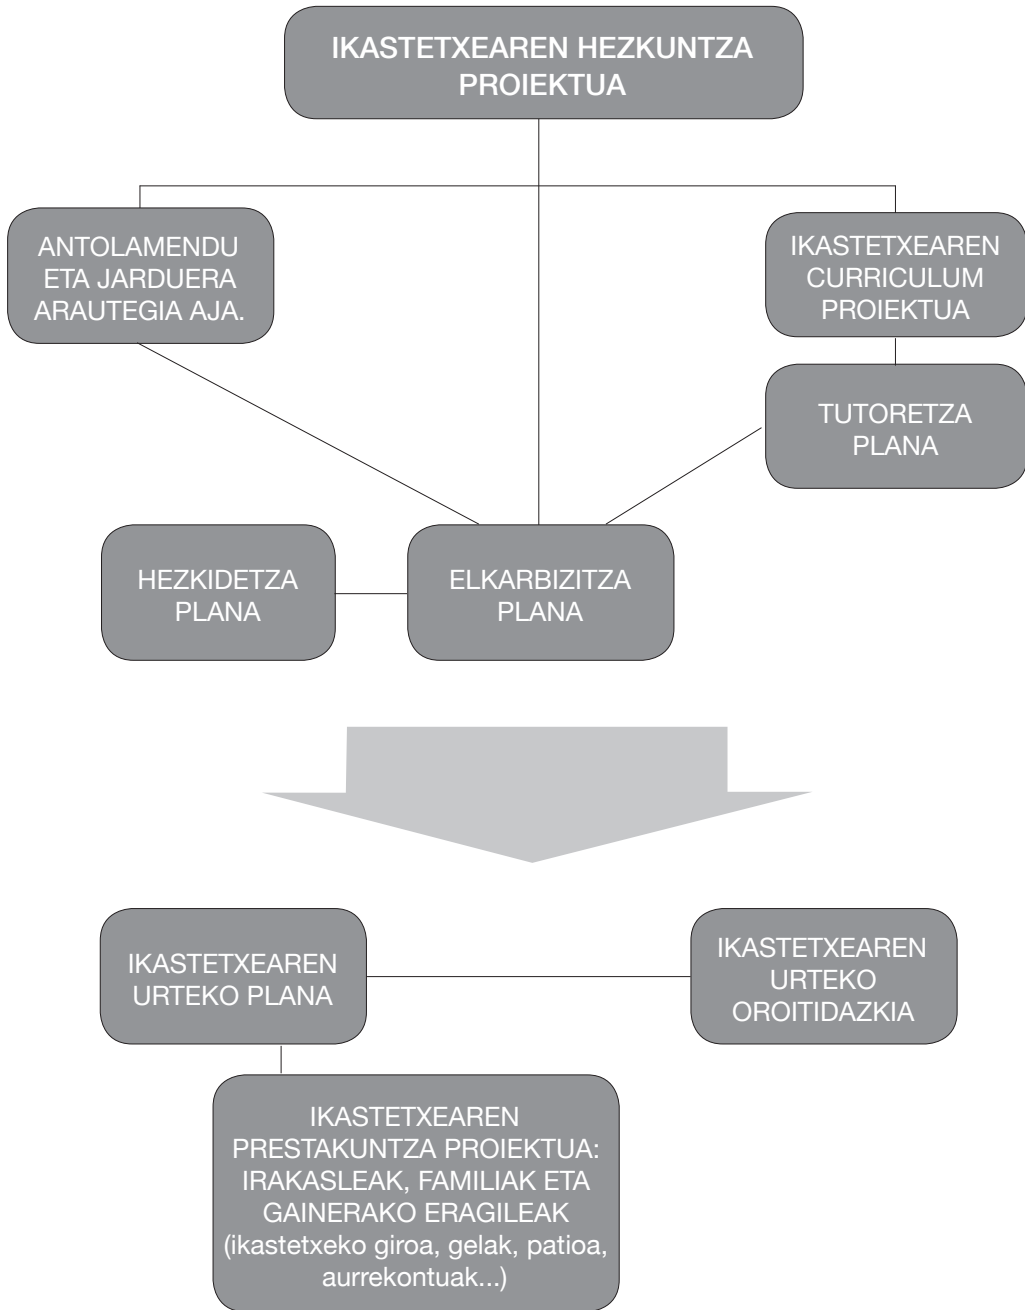 IKASTETXEAREN HEZKUNTZA
PROIEKTUA
ANTOLAMENDU
ETA JARDUERA
ARAUTEGIA AJA.
IKASTETXEAREN
CURRICULUM
PROIEKTUA
TUTORETZA
PLANA
HEZKIDETZA
PLANA
ELKARBIZITZA
PLANA
IKASTETXEAREN
URTEKO PLANA
IKASTETXEAREN
URTEKO
OROITIDAZKIA
IKASTETXEAREN
PRESTAKUNTZA PROIEKTUA:
IRAKASLEAK, FAMILIAK ETA
GAINERAKO ERAGILEAK
(ikastetxeko giroa, gelak, patioa,
aurrekontuak...)